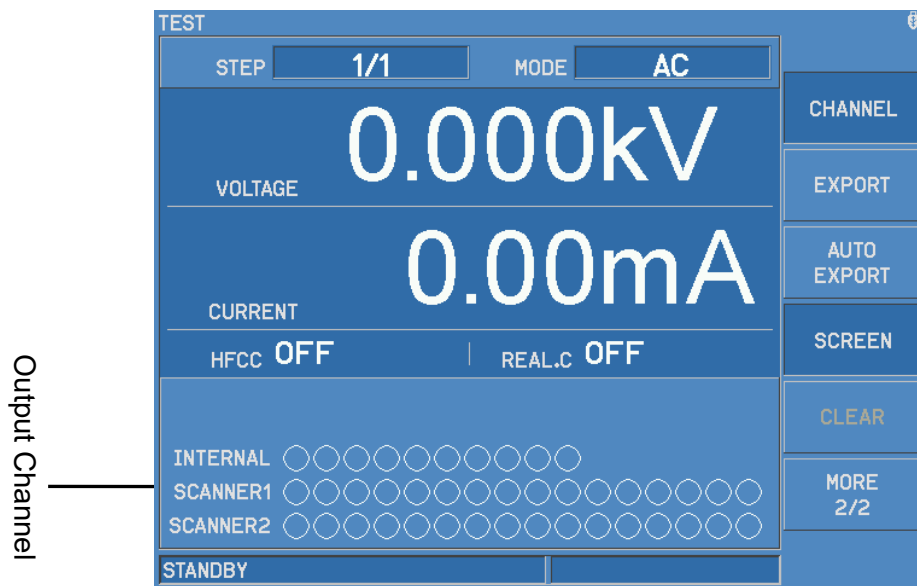 TEST
STEP 1/1 MODE AC
0.000kV
VOLTAGE
0.00mA
CURRENT
HFCC OFF REAL.C OFF
INTERNAL
SCANNER1
SCANNER2
STANDBY
CHANNEL
EXPORT
AUTO
EXPORT
SCREEN
CLEAR
MORE
2/2
Output Channel